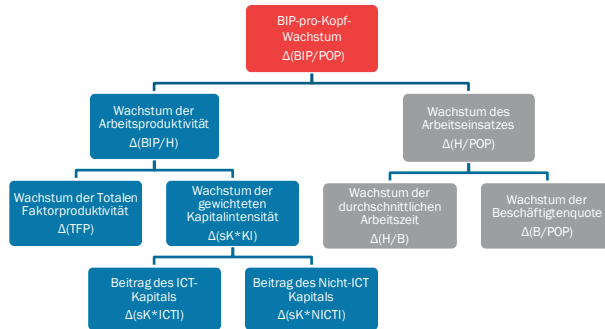 BIP-pro-Kopf-
Wachstum
Δ(BIP/POP)
Wachstum der
Arbeitsproduktivität
Δ(BIP/H)
Wachstum des
Arbeitseinsatzes
Δ(H/POP)
Wachstum der Totalen
Faktorproduktivität
Δ(TFP)
Wachstum der
gewichteten
Kapitalintensität
Δ(sK*KI)
Wachstum der
durchschnittlichen
Arbeitszeit
Δ(H/B)
Wachstum der
Beschäftigtenquote
Δ(B/POP)
Beitrag des ICT-
Kapitals
Δ(sK*ICTI)
Beitrag des Nicht-ICT
Kapitals
Δ(sK*NICTI)